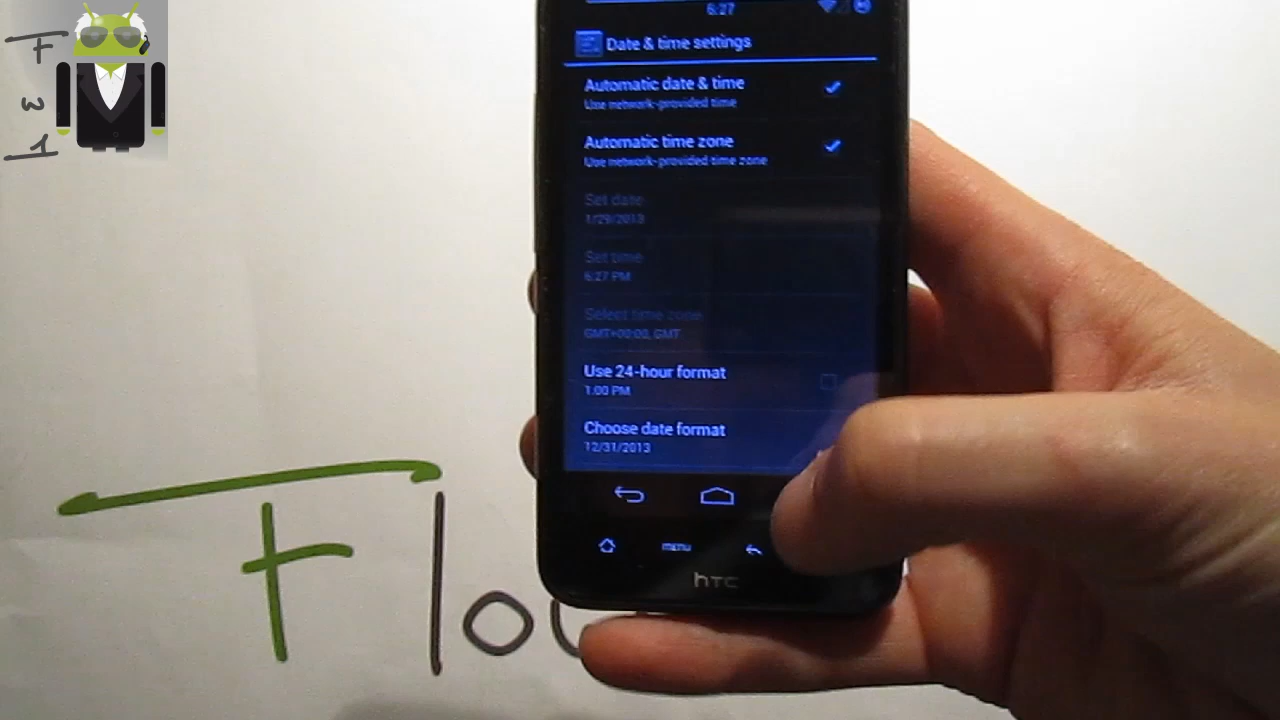 F
W
1
6:27
Date & time settings
Automatic date & time
Use network-provided time
Automatic time zone
Use network-provided time zone
Set date
1/29/2013
Set time
6:27 PM
Select time zone
GMT+00:00, GMT
Use 24-hour format
1:00 PM
Choose date format
12/31/2013
menu
hTC
Flo